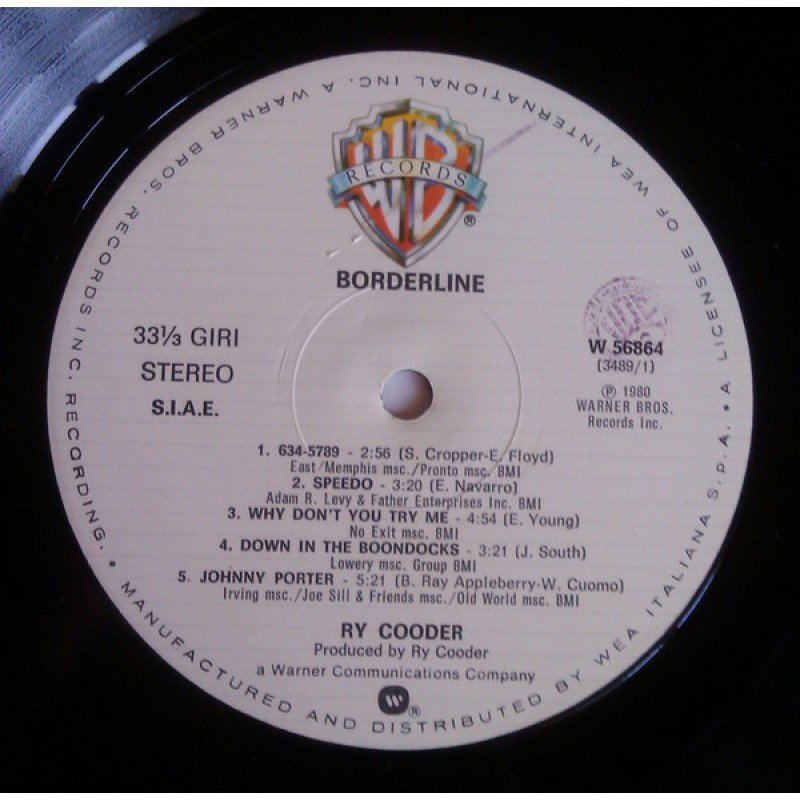 WB
RECORDS
®
BORDERLINE
33⅓ GIRI
STEREO
S.I.A.E.
W 56864
(3489/1)
℗ 1980
WARNER BROS.
Records Inc.
1. 634-5789 - 2:56 (S. Cropper-E. Floyd)
East/Memphis msc./Pronto msc. BMI
2. SPEEDO - 3:20 (E. Navarro)
Adam R. Levy & Father Enterprises Inc. BMI
3. WHY DON'T YOU TRY ME - 4:54 (E. Young)
No Exit msc. BMI
4. DOWN IN THE BOONDOCKS - 3:21 (J. South)
Lowery msc. Group BMI
5. JOHNNY PORTER - 5:21 (B. Ray Appleberry-W. Cuomo)
Irving msc./Joe Sill & Friends msc./Old World msc. BMI
RY COODER
Produced by Ry Cooder
a Warner Communications Company
®
• MANUFACTURED AND DISTRIBUTED BY WEA ITALIANA S.p.A. • A LICENSEE OF WEA INTERNATIONAL INC. A WARNER BROS. RECORDS INC. RECORDING.